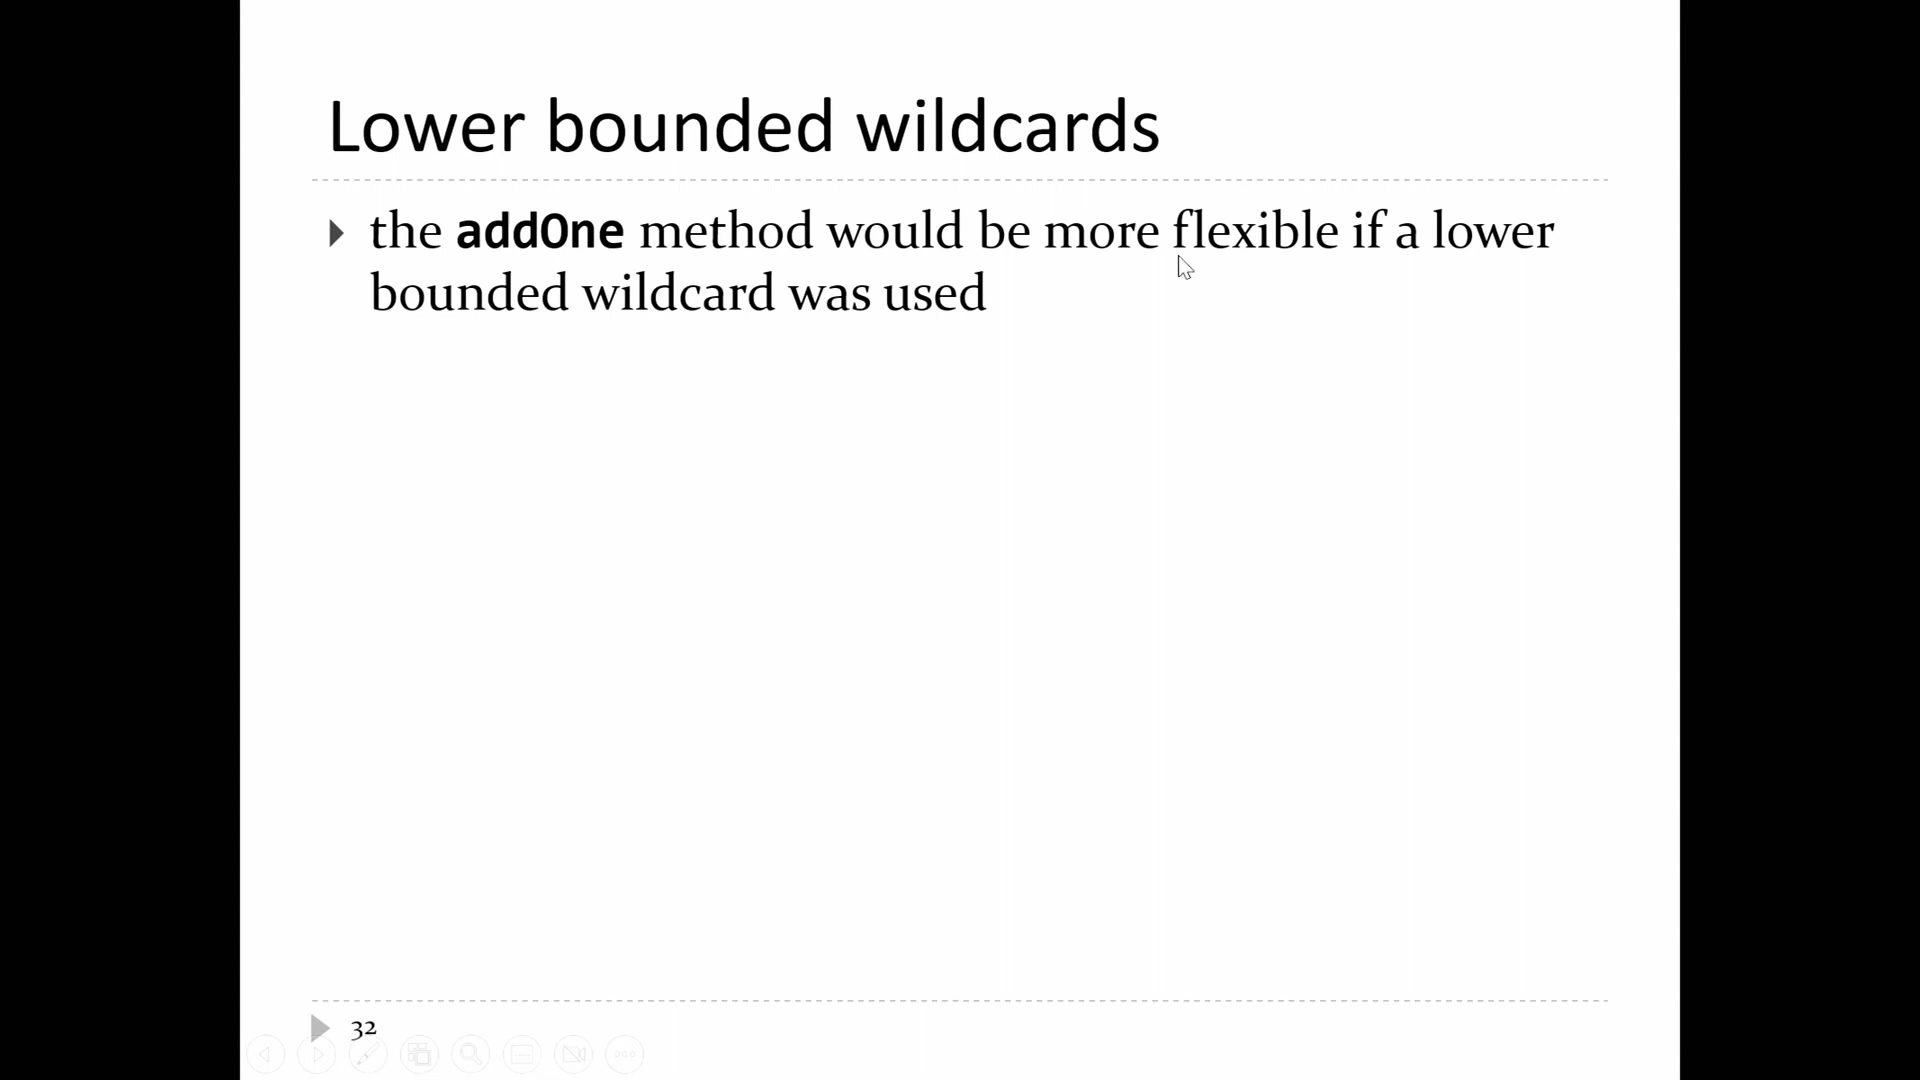 Lower bounded wildcards
the addOne method would be more flexible if a lower
bounded wildcard was used
32